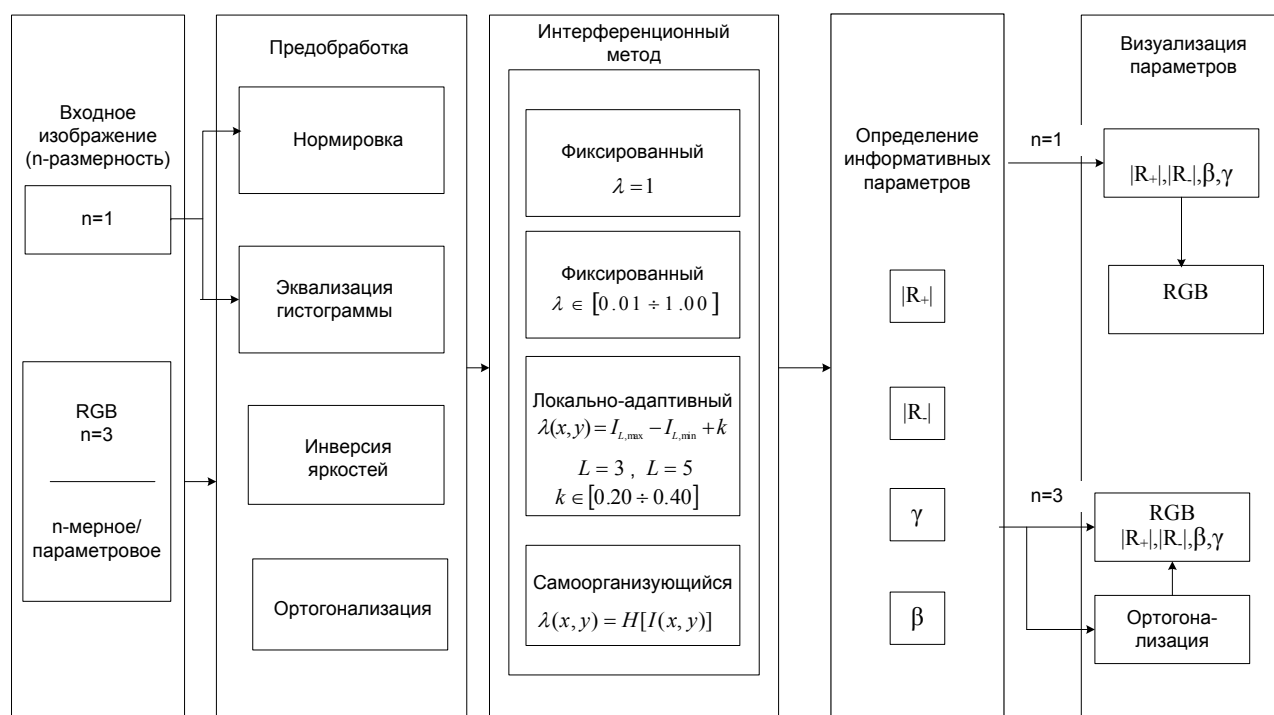 Входное
изображение
(n-размерность)
n=1
RGB
n=3
n-мерное/
параметровое
Предобработка
Нормировка
Эквализация
гистограммы
Инверсия
яркостей
Ортогонализация
Интерференционный
метод
Фиксированный
λ = 1
Фиксированный
λ ∈ [0.01 ÷ 1.00]
Локально-адаптивный
λ(x, y) = I_{L,max} − I_{L,min} + k
L = 3 , L = 5
k ∈ [0.20 ÷ 0.40]
Самоорганизующийся
λ(x, y) = H[I(x, y)]
Определение
информативных
параметров
|R₊|
|R₋|
γ
β
Визуализация
параметров
n=1
|R₊|,|R₋|,β,γ
RGB
n=3
RGB
|R₊|,|R₋|,β,γ
Ортогона-
лизация